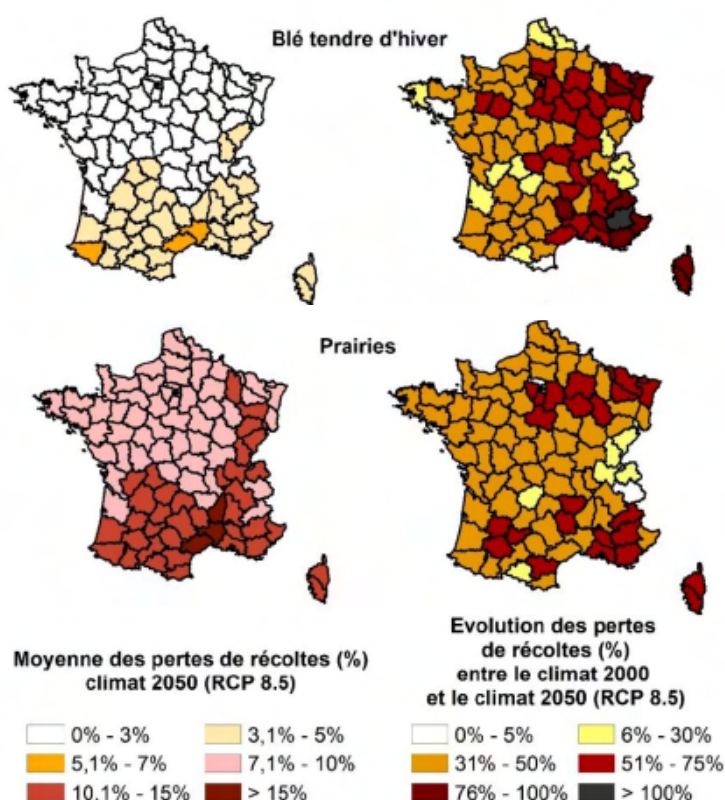 Blé tendre d'hiver
Prairies
Moyenne des pertes de récoltes (%)
climat 2050 (RCP 8.5)
0% - 3%
3,1% - 5%
5,1% - 7%
7,1% - 10%
10,1% - 15%
> 15%
Evolution des pertes
de récoltes (%)
entre le climat 2000
et le climat 2050 (RCP 8.5)
0% - 5%
6% - 30%
31% - 50%
51% - 75%
76% - 100%
> 100%